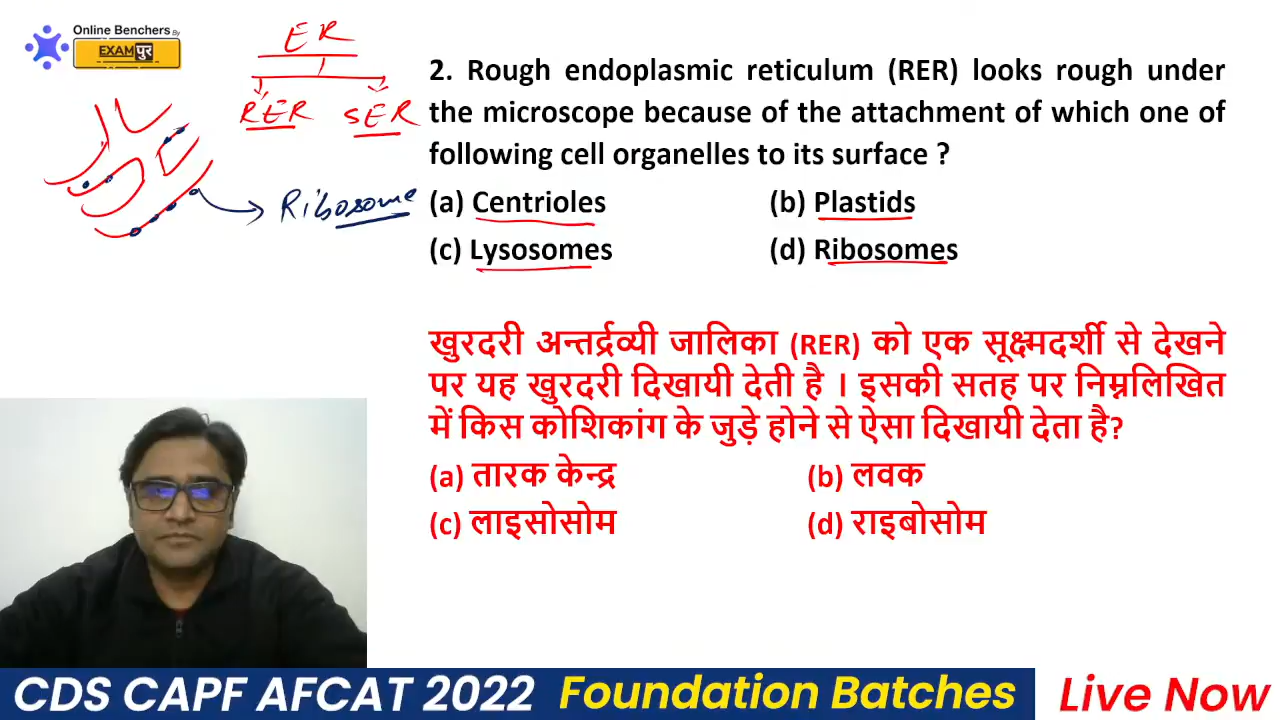 Online Benchers By
EXAMपुर
ER
RER SER
Ribosome
2. Rough endoplasmic reticulum (RER) looks rough under
the microscope because of the attachment of which one of
following cell organelles to its surface ?
(a) Centrioles (b) Plastids
(c) Lysosomes (d) Ribosomes
खुरदरी अन्तर्द्रव्यी जालिका (RER) को एक सूक्ष्मदर्शी से देखने
पर यह खुरदरी दिखायी देती है । इसकी सतह पर निम्नलिखित
में किस कोशिकांग के जुड़े होने से ऐसा दिखायी देता है?
(a) तारक केन्द्र (b) लवक
(c) लाइसोसोम (d) राइबोसोम
CDS CAPF AFCAT 2022 Foundation Batches Live Now